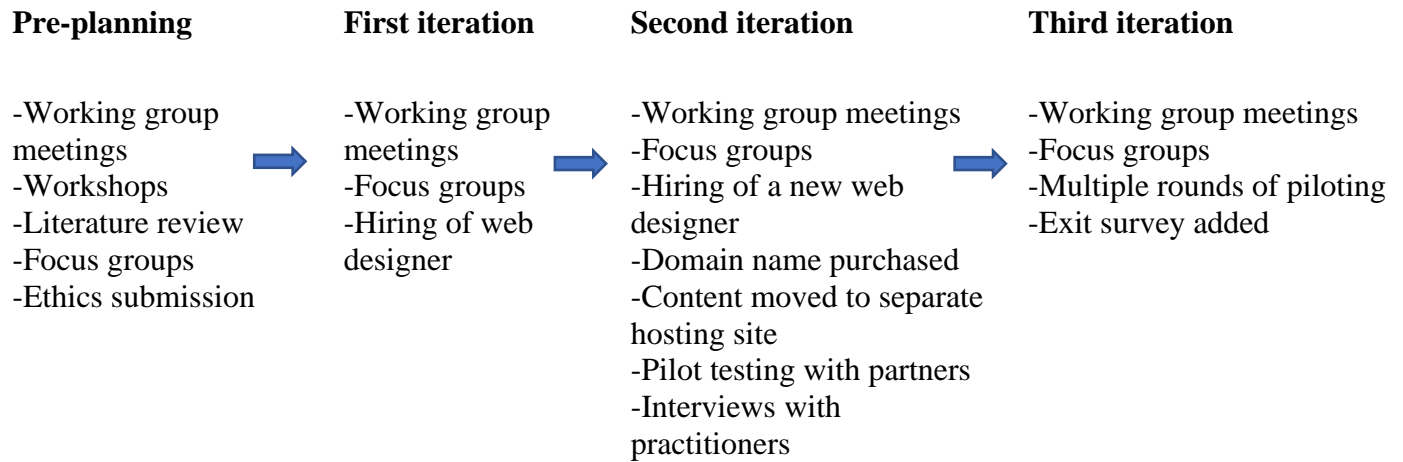 Pre-planning
-Working group
meetings
-Workshops
-Literature review
-Focus groups
-Ethics submission
First iteration
-Working group
meetings
-Focus groups
-Hiring of web
designer
Second iteration
-Working group meetings
-Focus groups
-Hiring of a new web
designer
-Domain name purchased
-Content moved to separate
hosting site
-Pilot testing with partners
-Interviews with
practitioners
Third iteration
-Working group meetings
-Focus groups
-Multiple rounds of piloting
-Exit survey added